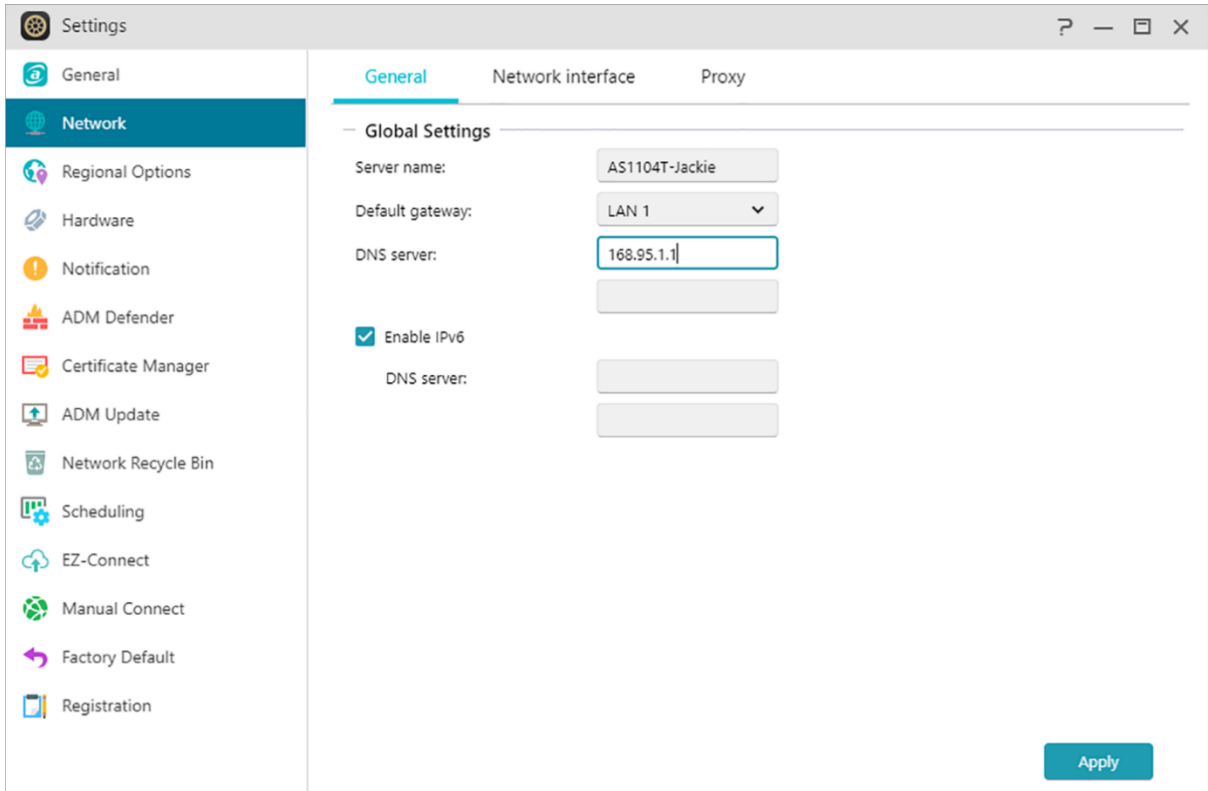 Settings
General
Network
Regional Options
Hardware
Notification
ADM Defender
Certificate Manager
ADM Update
Network Recycle Bin
Scheduling
EZ-Connect
Manual Connect
Factory Default
Registration
General Network interface Proxy
Global Settings
Server name: AS1104T-Jackie
Default gateway: LAN 1
DNS server: 168.95.1.1
Enable IPv6
DNS server:
Apply